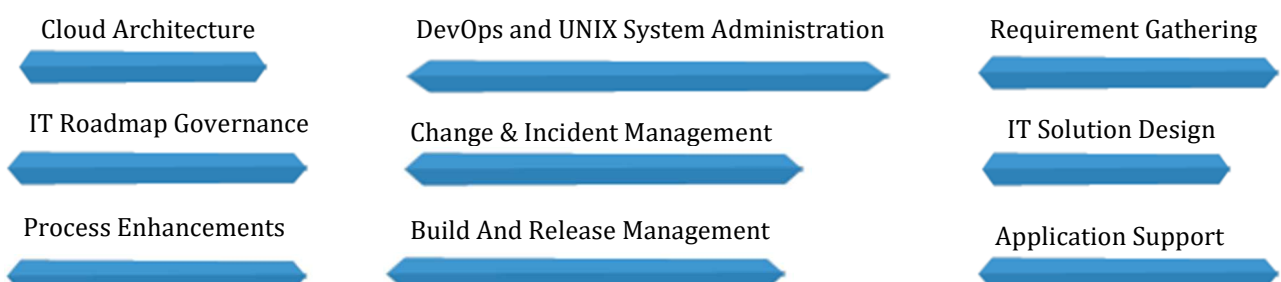 Cloud Architecture
DevOps and UNIX System Administration
Requirement Gathering
IT Roadmap Governance
Change & Incident Management
IT Solution Design
Process Enhancements
Build And Release Management
Application Support